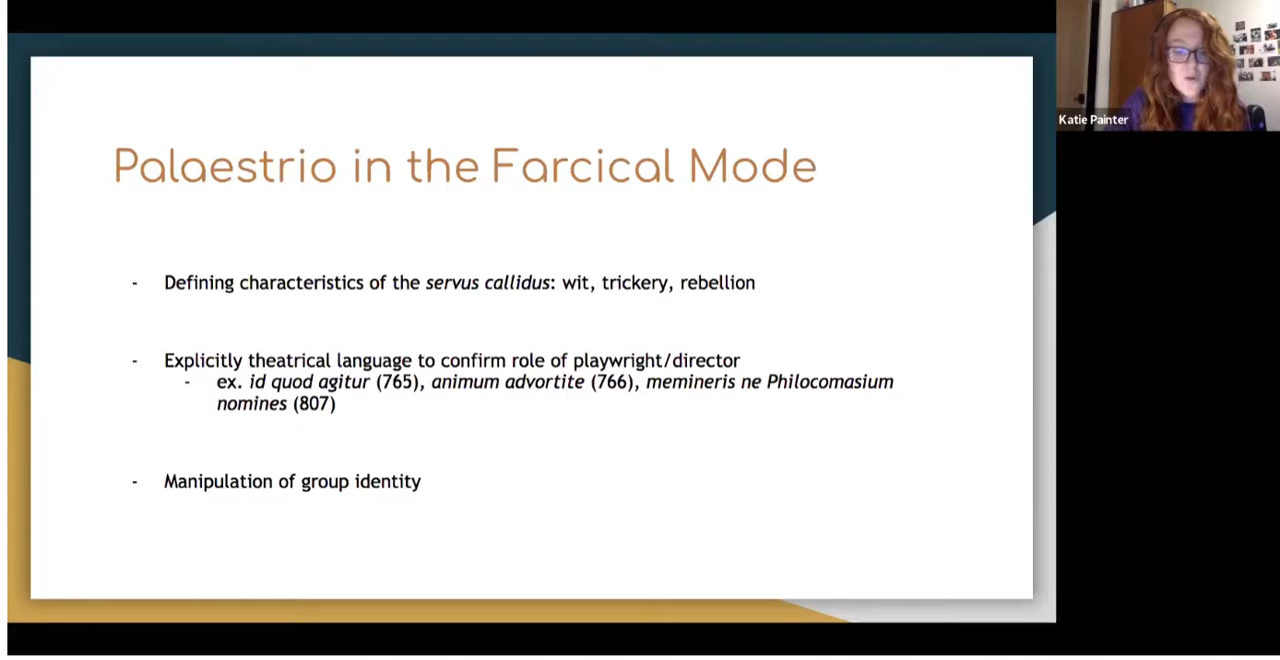 Palaestrio in the Farcical Mode
- Defining characteristics of the servus callidus: wit, trickery, rebellion
- Explicitly theatrical language to confirm role of playwright/director
- ex. id quod agitur (765), animum advortite (766), memineris ne Philocomasium
nomines (807)
- Manipulation of group identity
Katie Painter